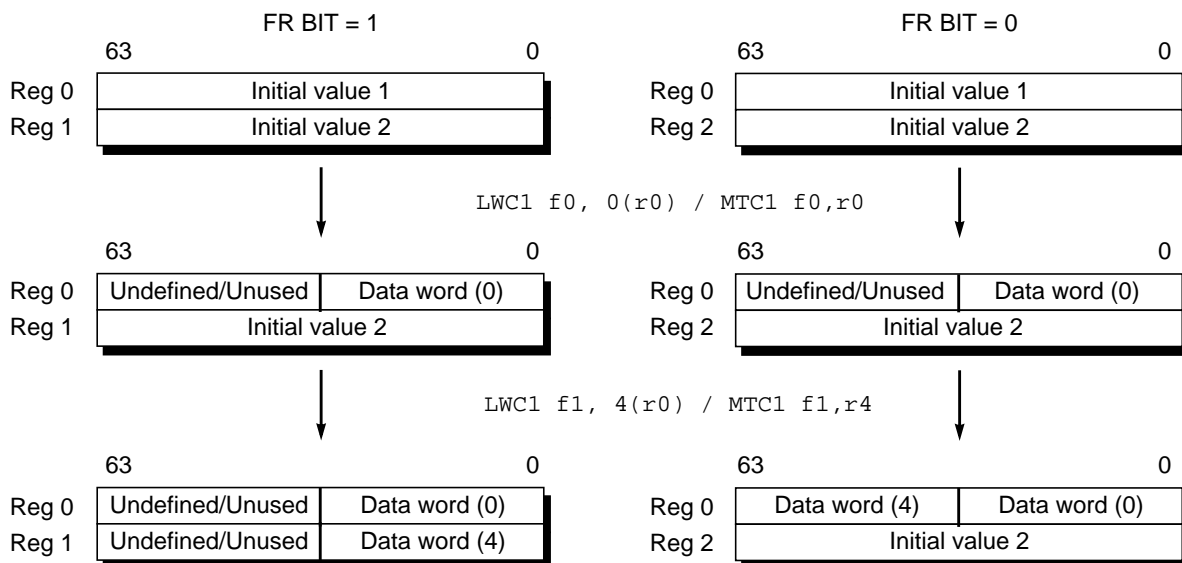 FR BIT = 1 FR BIT = 0
63 0 63 0
Reg 0 Initial value 1 Reg 0 Initial value 1
Reg 1 Initial value 2 Reg 2 Initial value 2
LWC1 f0, 0(r0) / MTC1 f0,r0
63 0 63 0
Reg 0 Undefined/Unused Data word (0) Reg 0 Undefined/Unused Data word (0)
Reg 1 Initial value 2 Reg 2 Initial value 2
LWC1 f1, 4(r0) / MTC1 f1,r4
63 0 63 0
Reg 0 Undefined/Unused Data word (0) Reg 0 Data word (4) Data word (0)
Reg 1 Undefined/Unused Data word (4) Reg 2 Initial value 2